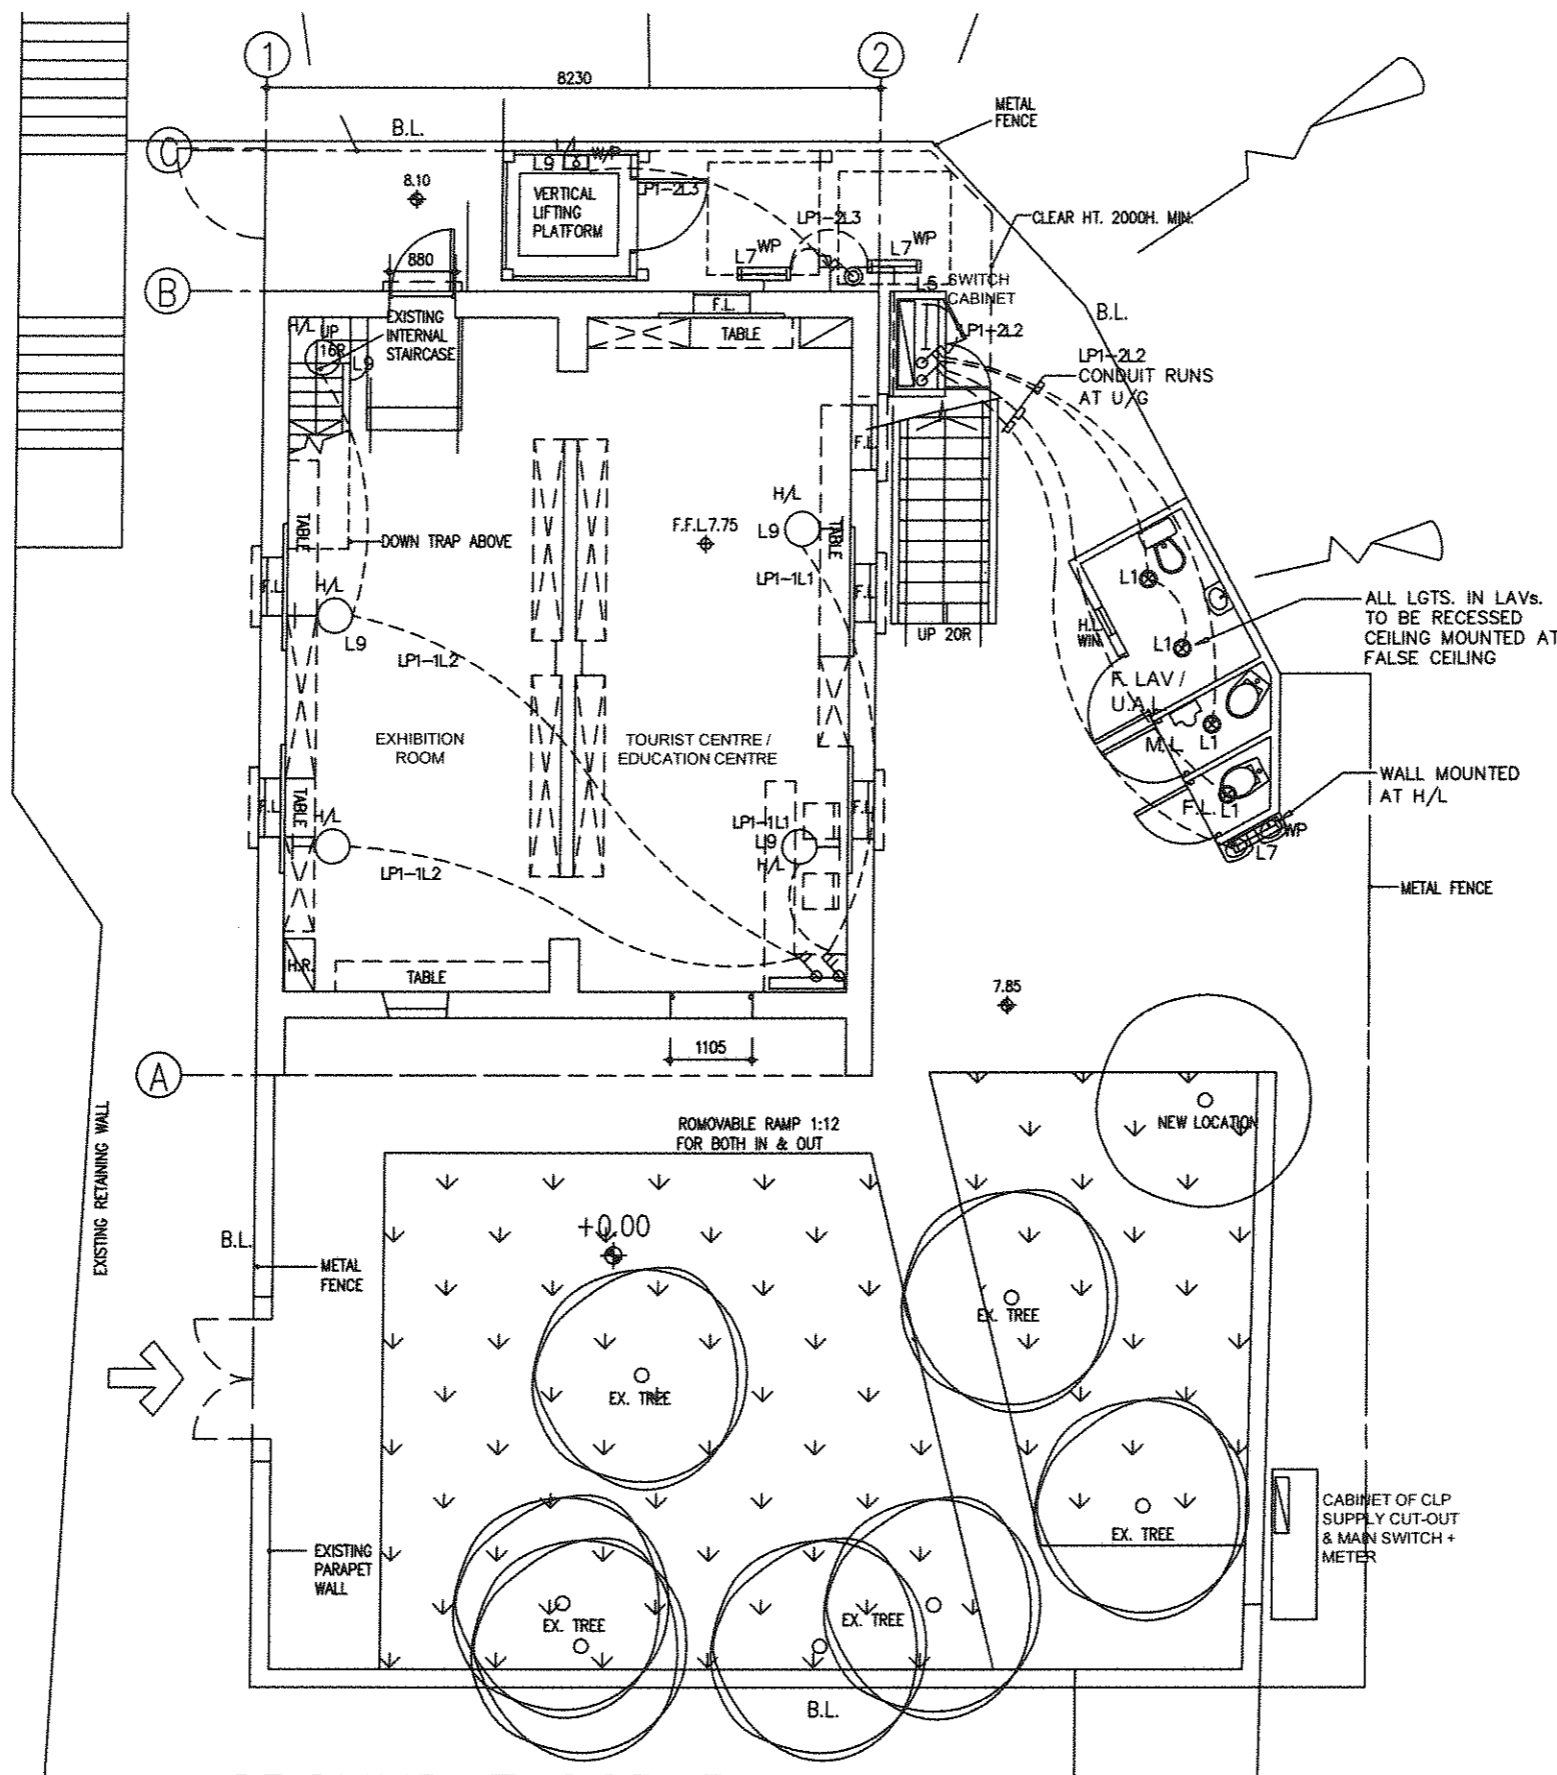 1
2
8230
METAL
FENCE
B.L.
C
L9
W/P
8.10
VERTICAL
LIFTING
PLATFORM
LP1-2L3
LP1-2L3
CLEAR HT. 2000H. MIN.
L7
WP
L7
WP
880
B
L5
SWITCH
CABINET
F.L.
B.L.
H/L
UP
16R
EXISTING
INTERNAL
STAIRCASE
TABLE
LP1-2L2
L9
LP1-2L2
CONDUIT RUNS
AT U/G
F.L.
H/L
TABLE
F.F.L.7.75
L9
TABLE
DOWN TRAP ABOVE
F.L.
H/L
LP1-1L1
F.L.
L1
ALL LGTS. IN LAVs.
TO BE RECESSED
CEILING MOUNTED AT
FALSE CEILING
L9
UP 20R
H.L.
WIN.
L1
LP1-1L2
F. LAV /
U.A.L.
EXHIBITION
ROOM
TOURIST CENTRE /
EDUCATION CENTRE
M.L.
L1
WALL MOUNTED
AT H/L
F.L.
TABLE
H/L
LP1-1L1
F.L.
F.L.
L1
L9
H/L
L7
WP
LP1-1L2
METAL FENCE
H.R.
TABLE
7.85
1105
A
EXISTING RETAINING WALL
ROMOVABLE RAMP 1:12
FOR BOTH IN & OUT
NEW LOCATION
+0.00
B.L.
METAL
FENCE
EX. TREE
EX. TREE
CABINET OF CLP
SUPPLY CUT-OUT
& MAIN SWITCH +
METER
EX. TREE
EXISTING
PARAPET
WALL
EX. TREE
EX. TREE
B.L.